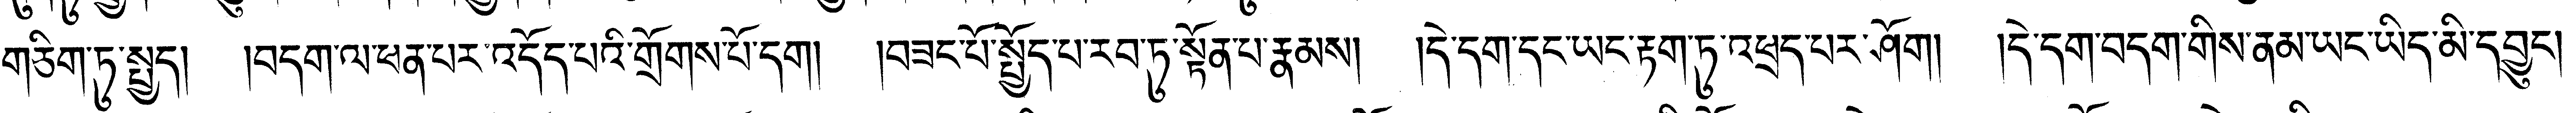 གཅིག་ཏུ་སྤྱད། །བདག་ལ་ཕན་པར་འདོད་པའི་གྲོགས་པོ་དག །བཟང་པོ་སྤྱོད་པ་རབ་ཏུ་སྟོན་པ་རྣམས། །དེ་དག་དང་ཡང་རྟག་ཏུ་འཕྲད་པར་ཤོག །དེ་དག་བདག་གིས་ནམ་ཡང་ཡིད་མི་དབྱུང་།